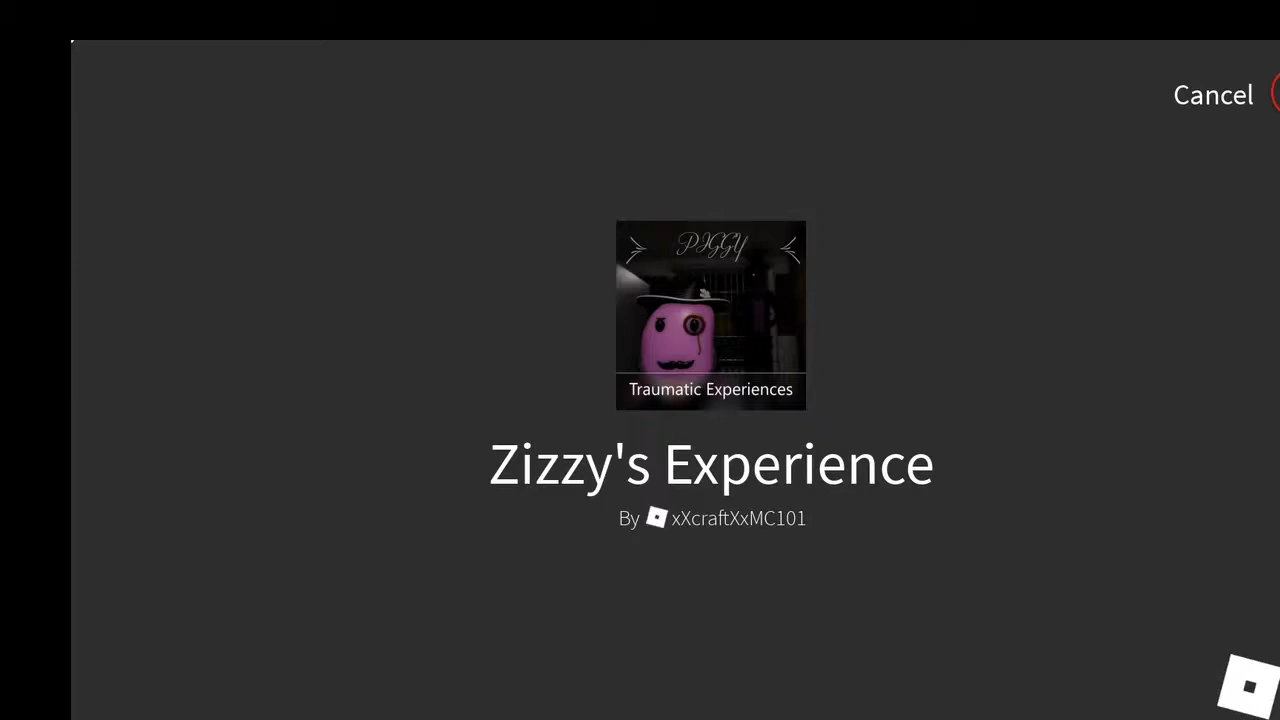 Cancel
PIGGY
Traumatic Experiences
Zizzy's Experience
By xXcraftXxMC101